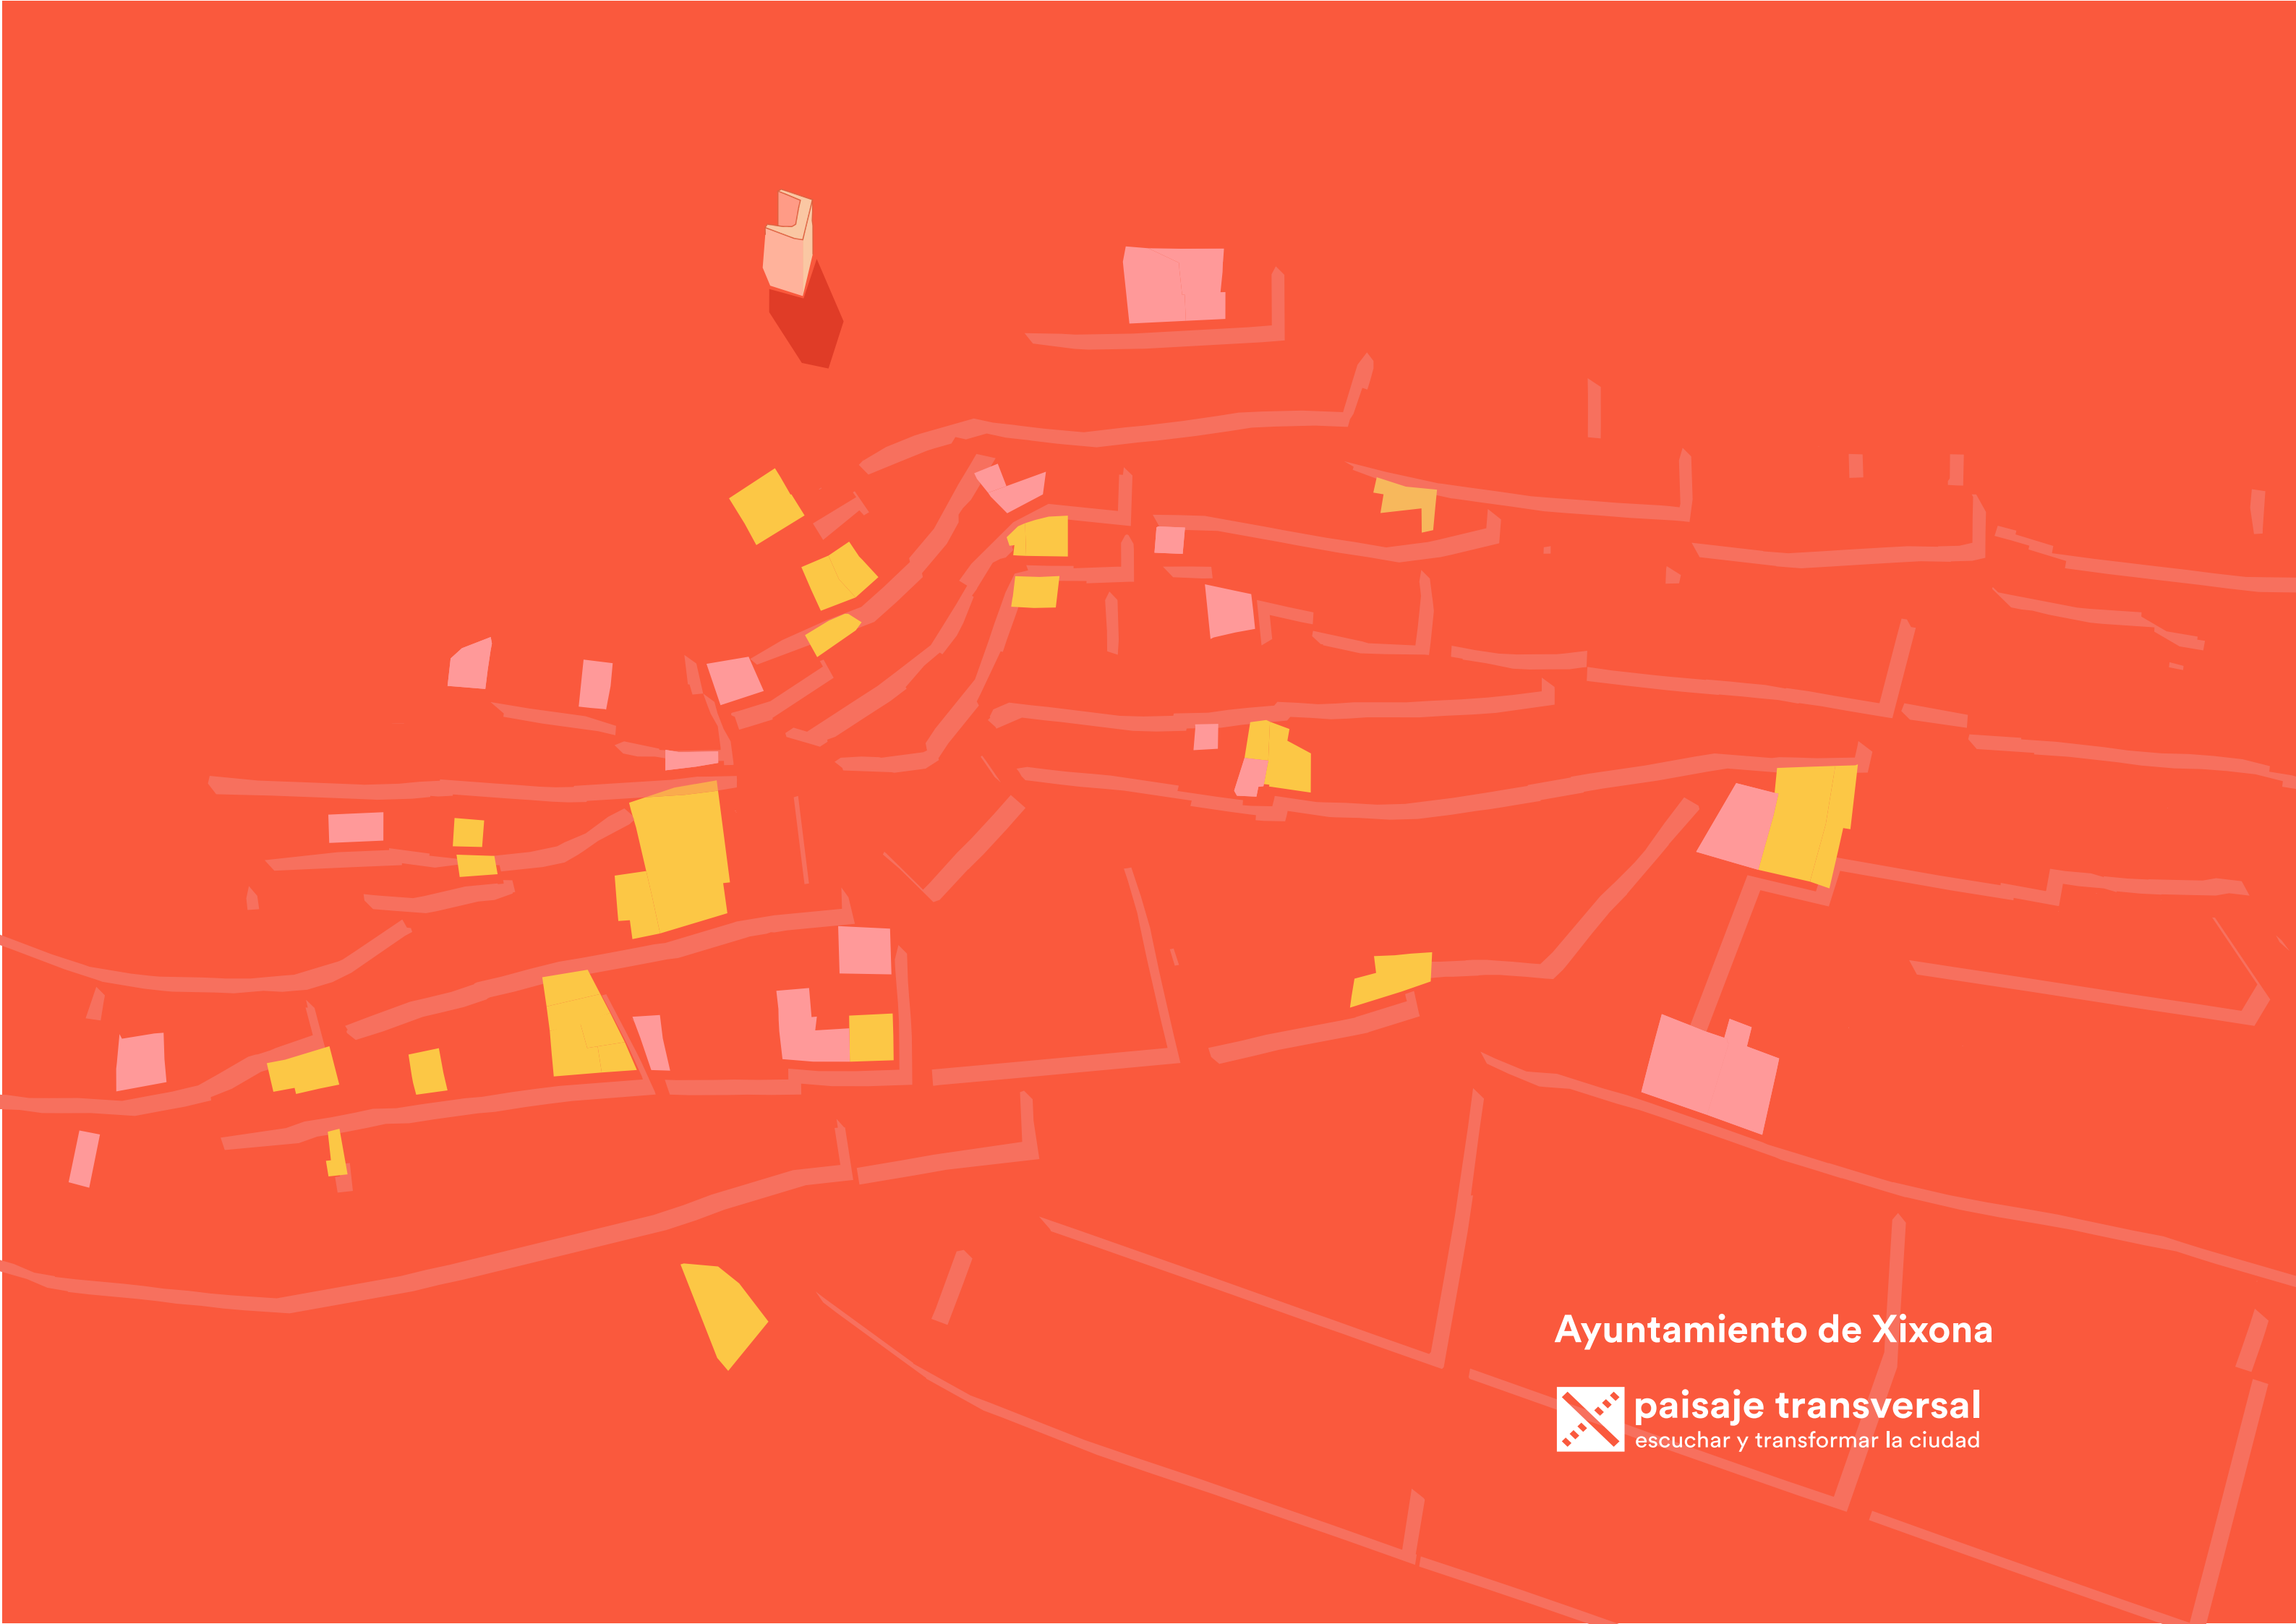 Ayuntamiento de Xixona
paisaje transversal
escuchar y transformar la ciudad